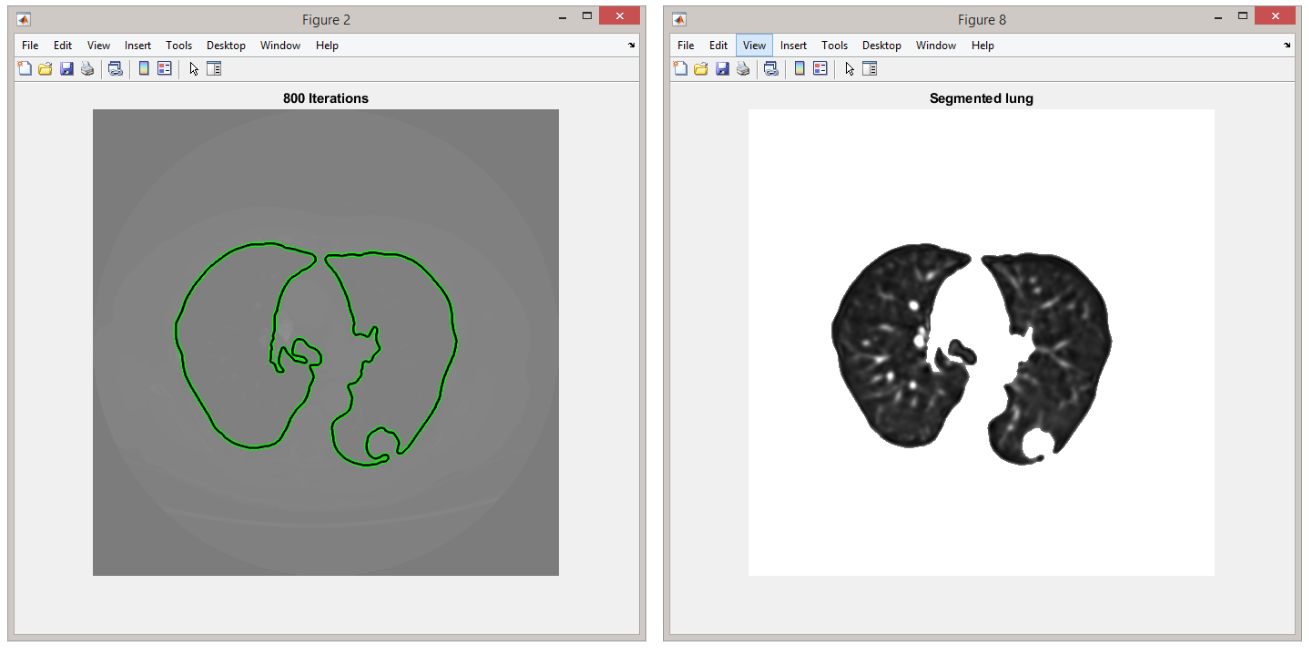 Figure 2
File Edit View Insert Tools Desktop Window Help
800 Iterations
Figure 8
File Edit View Insert Tools Desktop Window Help
Segmented lung